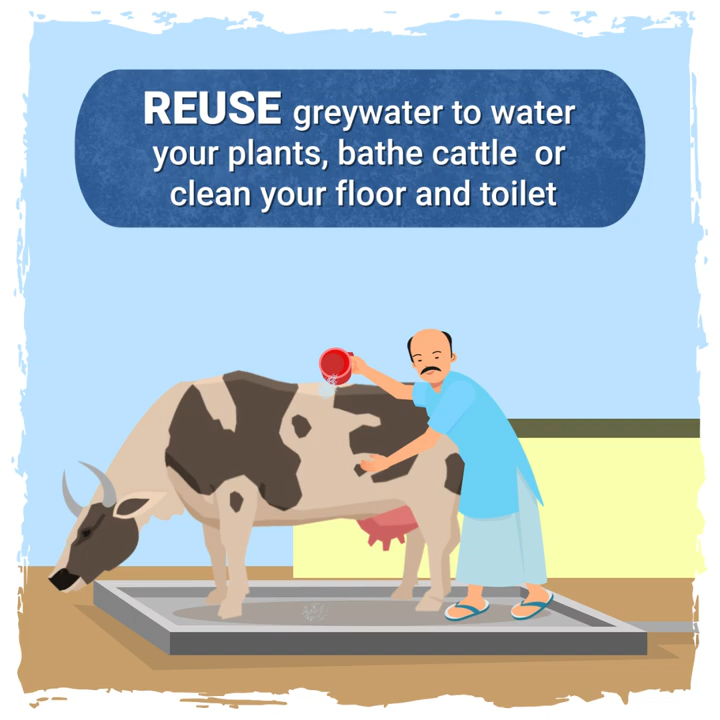 REUSE greywater to water
your plants, bathe cattle or
clean your floor and toilet